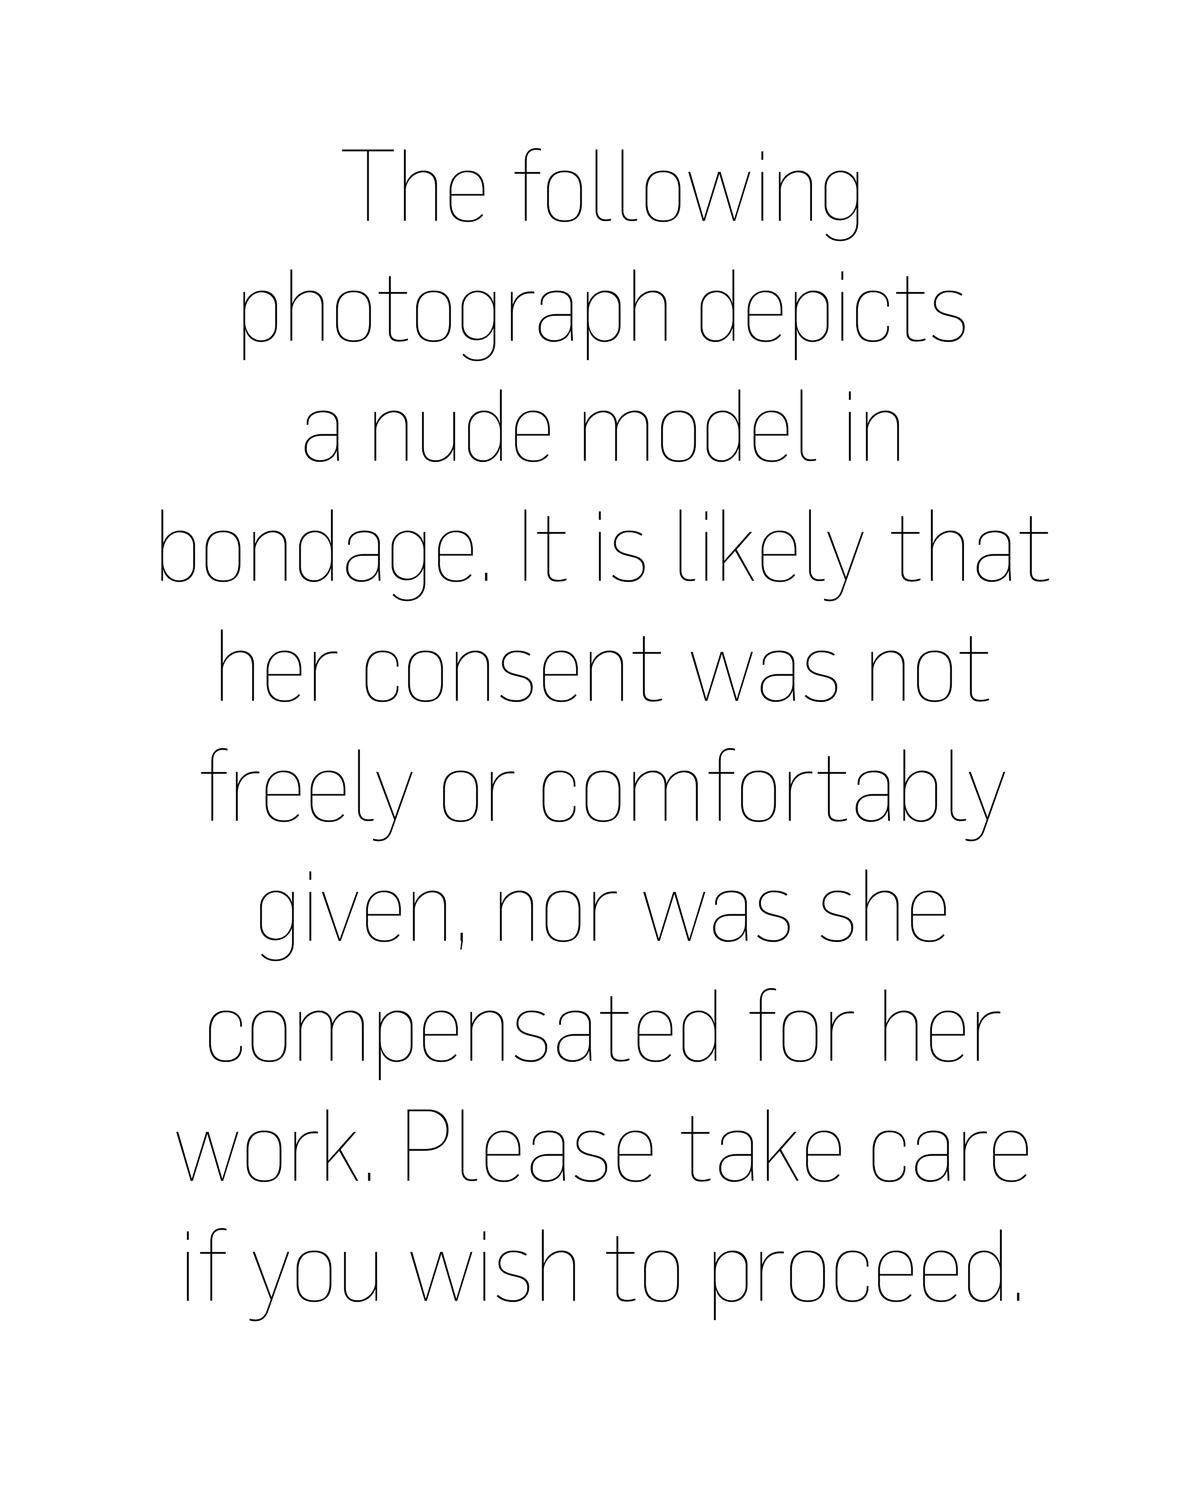 The following
photograph depicts
a nude model in
bondage. It is likely that
her consent was not
freely or comfortably
given, nor was she
compensated for her
work. Please take care
if you wish to proceed.